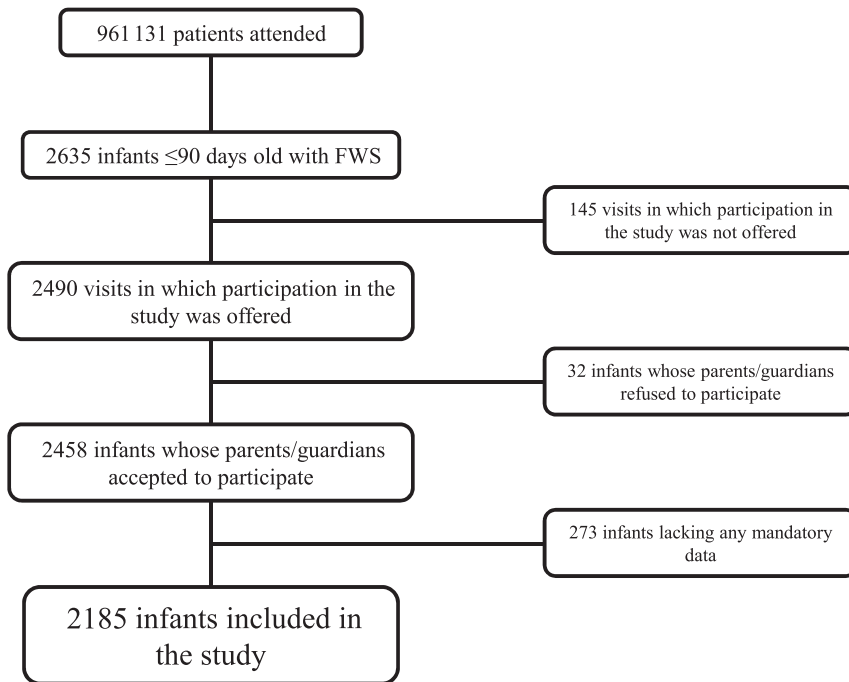 961 131 patients attended
2635 infants ≤90 days old with FWS
145 visits in which participation in
the study was not offered
2490 visits in which participation in the
study was offered
32 infants whose parents/guardians
refused to participate
2458 infants whose parents/guardians
accepted to participate
273 infants lacking any mandatory
data
2185 infants included in
the study